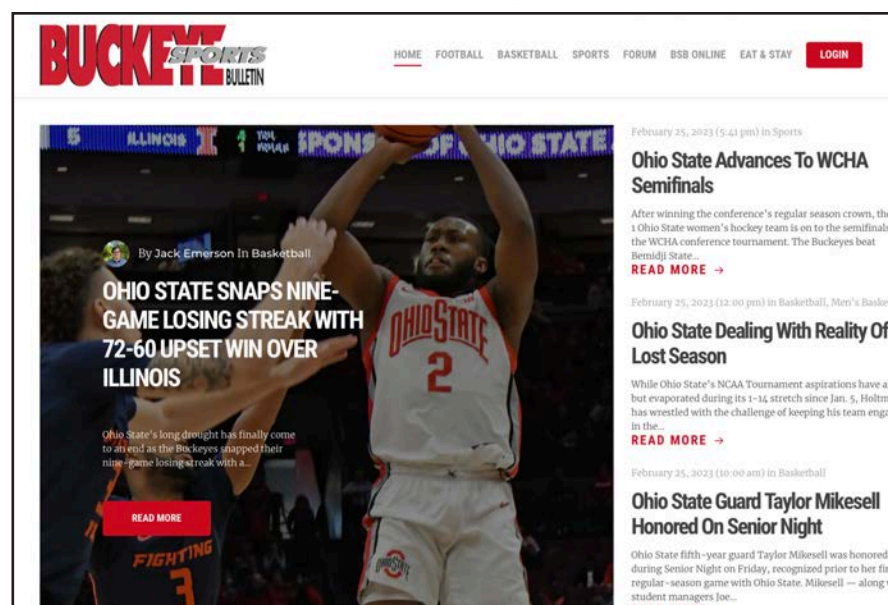 BUCKEYE
SPORTS
BULLETIN
HOME FOOTBALL BASKETBALL SPORTS FORUM BSB ONLINE EAT & STAY LOGIN
5 ILLINOIS I
SPONS OF OHIO STATE
By Jack Emerson In Basketball
OHIO STATE SNAPS NINE-
GAME LOSING STREAK WITH
72-60 UPSET WIN OVER
ILLINOIS
Ohio State's long drought has finally come
to an end as the Buckeyes snapped their
nine-game losing streak with a...
READ MORE
OHIO STATE
2
OHIO STATE
FIGHTING
3
February 25, 2023 (5:41 pm) in Sports
Ohio State Advances To WCHA
Semifinals
After winning the conference's regular season crown, the
1 Ohio State women's hockey team is on to the semifinals
the WCHA conference tournament. The Buckeyes beat
Bemidji State...
READ MORE →
February 25, 2023 (12:00 pm) in Basketball, Men's Baske
Ohio State Dealing With Reality Of
Lost Season
While Ohio State's NCAA Tournament aspirations have a
but evaporated during its 1-14 stretch since Jan. 5, Holtm
has wrestled with the challenge of keeping his team enga
in the...
READ MORE →
February 25, 2023 (10:00 am) in Basketball
Ohio State Guard Taylor Mikesell
Honored On Senior Night
Ohio State fifth-year guard Taylor Mikesell was honored
during Senior Night on Friday, recognized prior to her fi
regular-season game with Ohio State. Mikesell — along
student managers Joe...